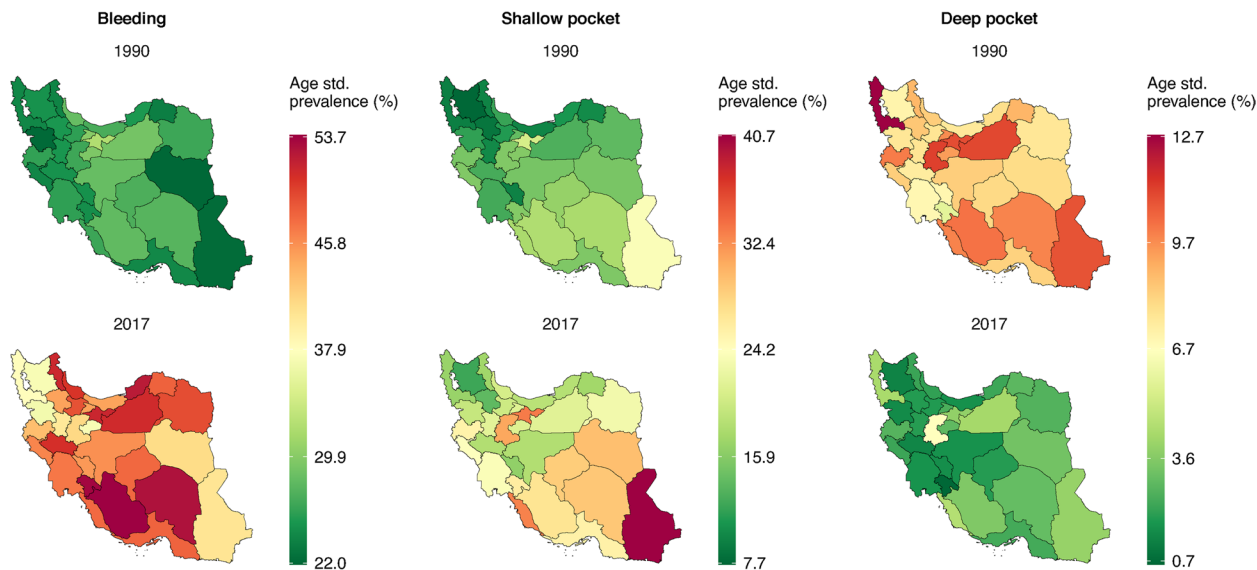 Bleeding
1990
Age std.
prevalence (%)
53.7
45.8
37.9
29.9
22.0
2017
Shallow pocket
1990
Age std.
prevalence (%)
40.7
32.4
24.2
15.9
7.7
2017
Deep pocket
1990
Age std.
prevalence (%)
12.7
9.7
6.7
3.6
0.7
2017